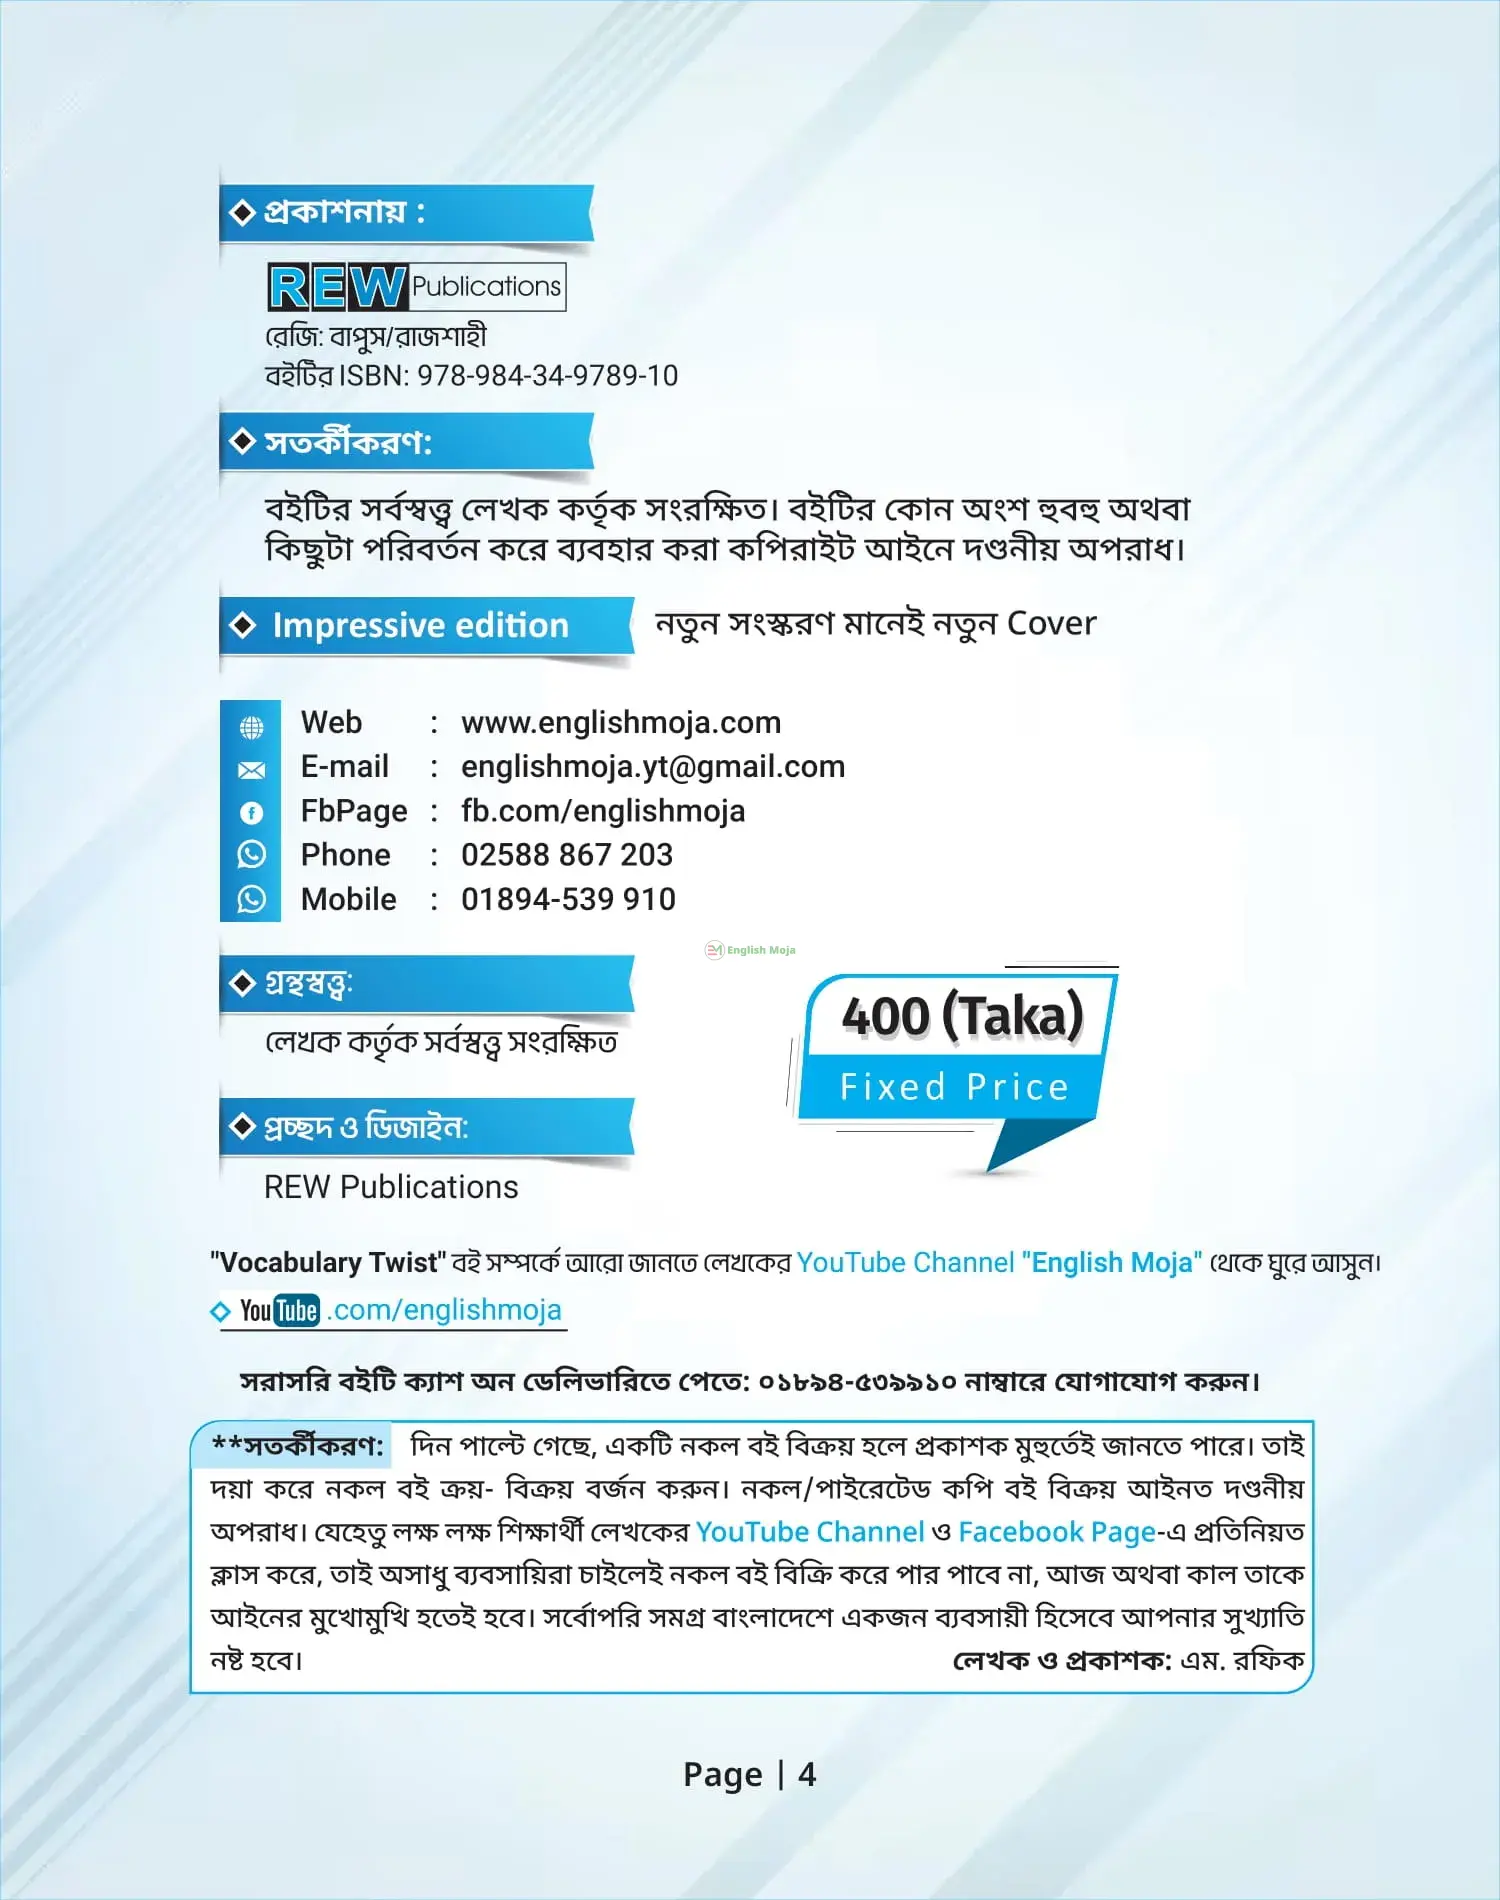 প্রকাশনায় :
REW Publications
রেজি: বাপুস/রাজশাহী
বইটির ISBN: 978-984-34-9789-10
সতর্কীকরণ:
বইটির সর্বস্বত্ত্ব লেখক কর্তৃক সংরক্ষিত। বইটির কোন অংশ হুবহু অথবা
কিছুটা পরিবর্তন করে ব্যবহার করা কপিরাইট আইনে দণ্ডনীয় অপরাধ।
Impressive edition নতুন সংস্করণ মানেই নতুন Cover
Web : www.englishmoja.com
E-mail : englishmoja.yt@gmail.com
FbPage : fb.com/englishmoja
Phone : 02588 867 203
Mobile : 01894-539 910
English Moja
গ্রন্থস্বত্ত্ব:
লেখক কর্তৃক সর্বস্বত্ত্ব সংরক্ষিত
400 (Taka)
Fixed Price
প্রচ্ছদ ও ডিজাইন:
REW Publications
"Vocabulary Twist" বই সম্পর্কে আরো জানতে লেখকের YouTube Channel "English Moja" থেকে ঘুরে আসুন।
YouTube .com/englishmoja
সরাসরি বইটি ক্যাশ অন ডেলিভারিতে পেতে: ০১৮৯৪-৫৩৯৯১০ নাম্বারে যোগাযোগ করুন।
**সতর্কীকরণ: দিন পাল্টে গেছে, একটি নকল বই বিক্রয় হলে প্রকাশক মুহুর্তেই জানতে পারে। তাই
দয়া করে নকল বই ক্রয়- বিক্রয় বর্জন করুন। নকল/পাইরেটেড কপি বই বিক্রয় আইনত দণ্ডনীয়
অপরাধ। যেহেতু লক্ষ লক্ষ শিক্ষার্থী লেখকের YouTube Channel ও Facebook Page-এ প্রতিনিয়ত
ক্লাস করে, তাই অসাধু ব্যবসায়িরা চাইলেই নকল বই বিক্রি করে পার পাবে না, আজ অথবা কাল তাকে
আইনের মুখোমুখি হতেই হবে। সর্বোপরি সমগ্র বাংলাদেশে একজন ব্যবসায়ী হিসেবে আপনার সুখ্যাতি
নষ্ট হবে। লেখক ও প্রকাশক: এম. রফিক
Page | 4